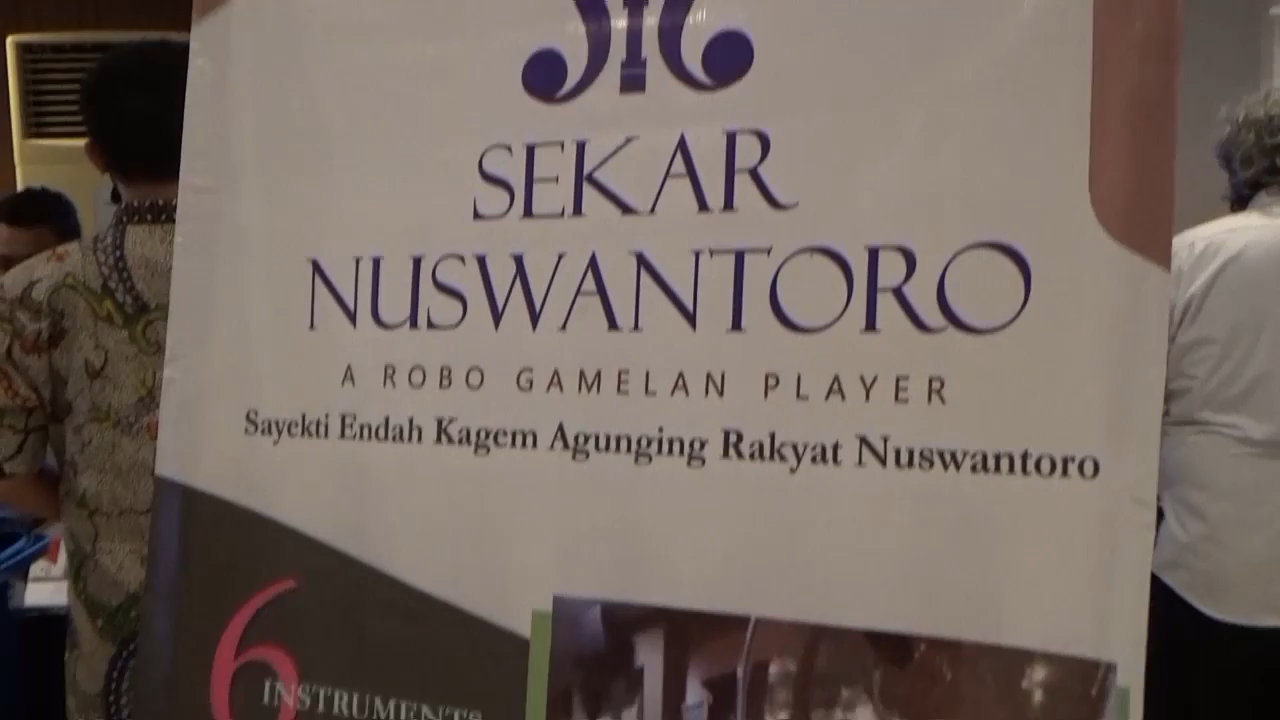 SEKAR
NUSWANTORO
A ROBO GAMELAN PLAYER
Sayekti Endah Kagem Agunging Rakyat Nuswantoro
6
INSTRUMENTS